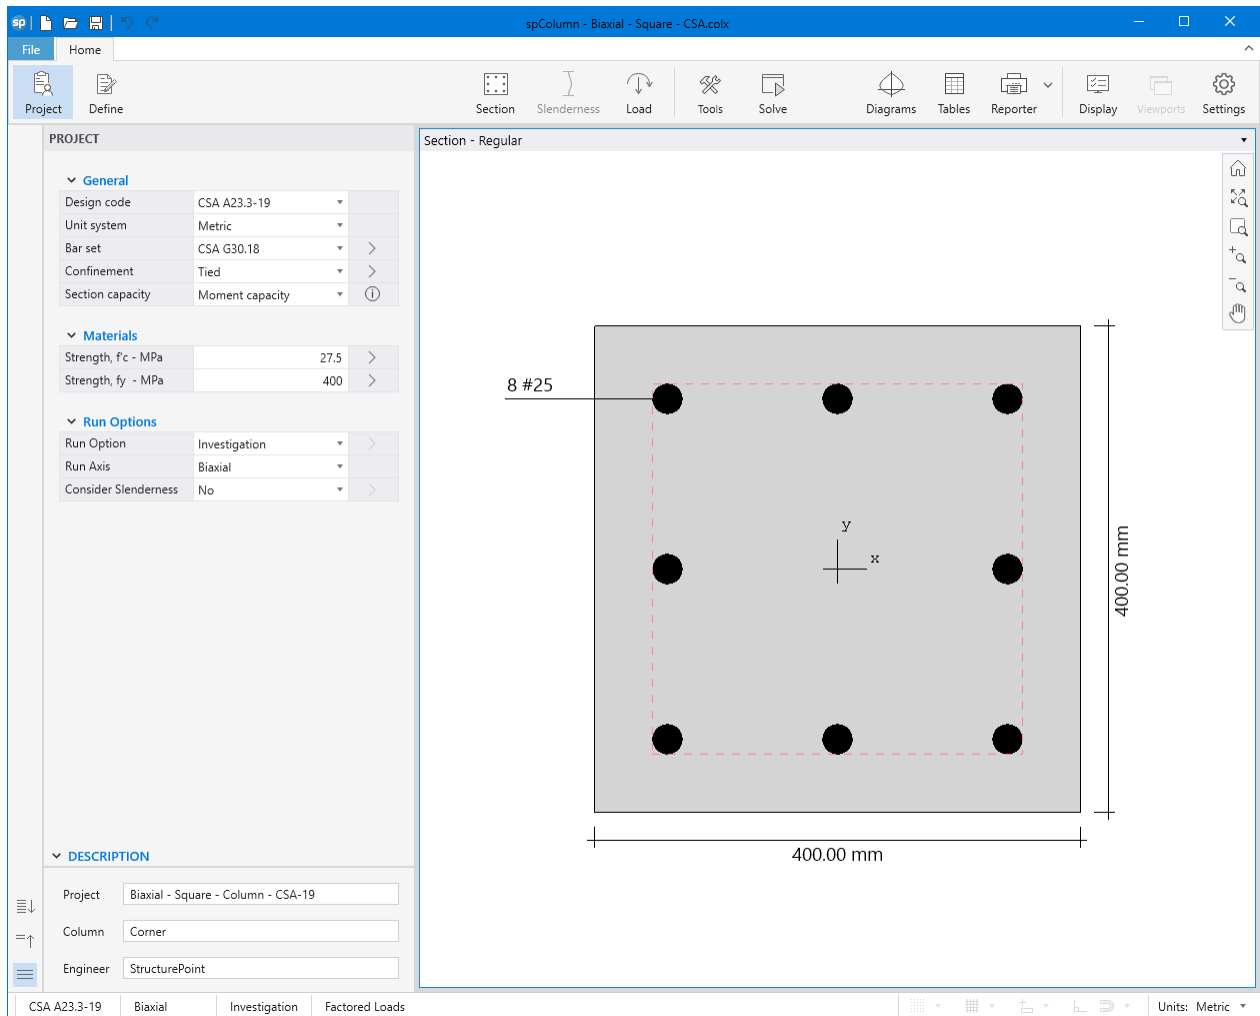 sp
spColumn - Biaxial - Square - CSA.colx
File Home
Project Define Section Slenderness Load Tools Solve Diagrams Tables Reporter Display Viewports Settings
PROJECT
General
Design code CSA A23.3-19
Unit system Metric
Bar set CSA G30.18
Confinement Tied
Section capacity Moment capacity
Materials
Strength, f'c - MPa 27.5
Strength, fy - MPa 400
Run Options
Run Option Investigation
Run Axis Biaxial
Consider Slenderness No
DESCRIPTION
Project Biaxial - Square - Column - CSA-19
Column Corner
Engineer StructurePoint
Section - Regular
8 #25
y
x
400.00 mm
400.00 mm
CSA A23.3-19 Biaxial Investigation Factored Loads Units: Metric